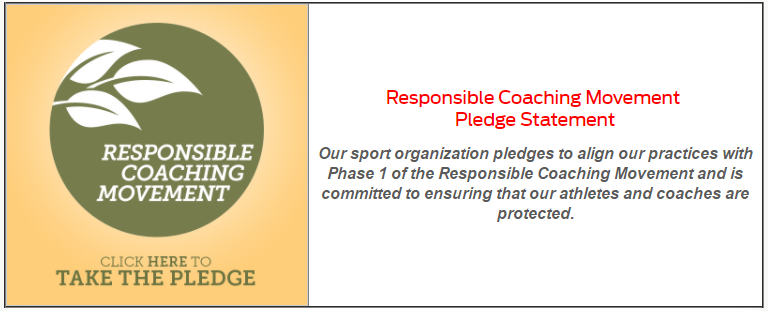 RESPONSIBLE
COACHING
MOVEMENT
CLICK HERE TO
TAKE THE PLEDGE
Responsible Coaching Movement
Pledge Statement
Our sport organization pledges to align our practices with
Phase 1 of the Responsible Coaching Movement and is
committed to ensuring that our athletes and coaches are
protected.